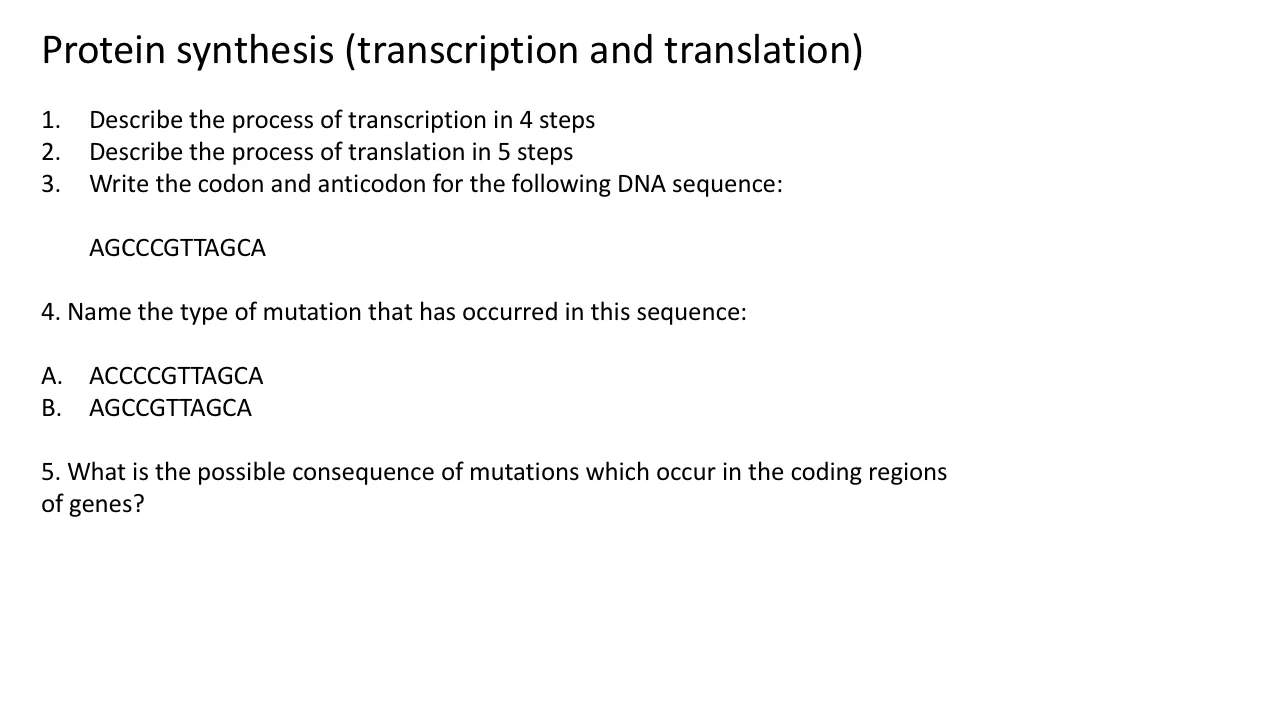 Protein synthesis (transcription and translation)
1. Describe the process of transcription in 4 steps
2. Describe the process of translation in 5 steps
3. Write the codon and anticodon for the following DNA sequence:
AGCCCGTTAGCA
4. Name the type of mutation that has occurred in this sequence:
A. ACCCCGTTAGCA
B. AGCCGTTAGCA
5. What is the possible consequence of mutations which occur in the coding regions
of genes?